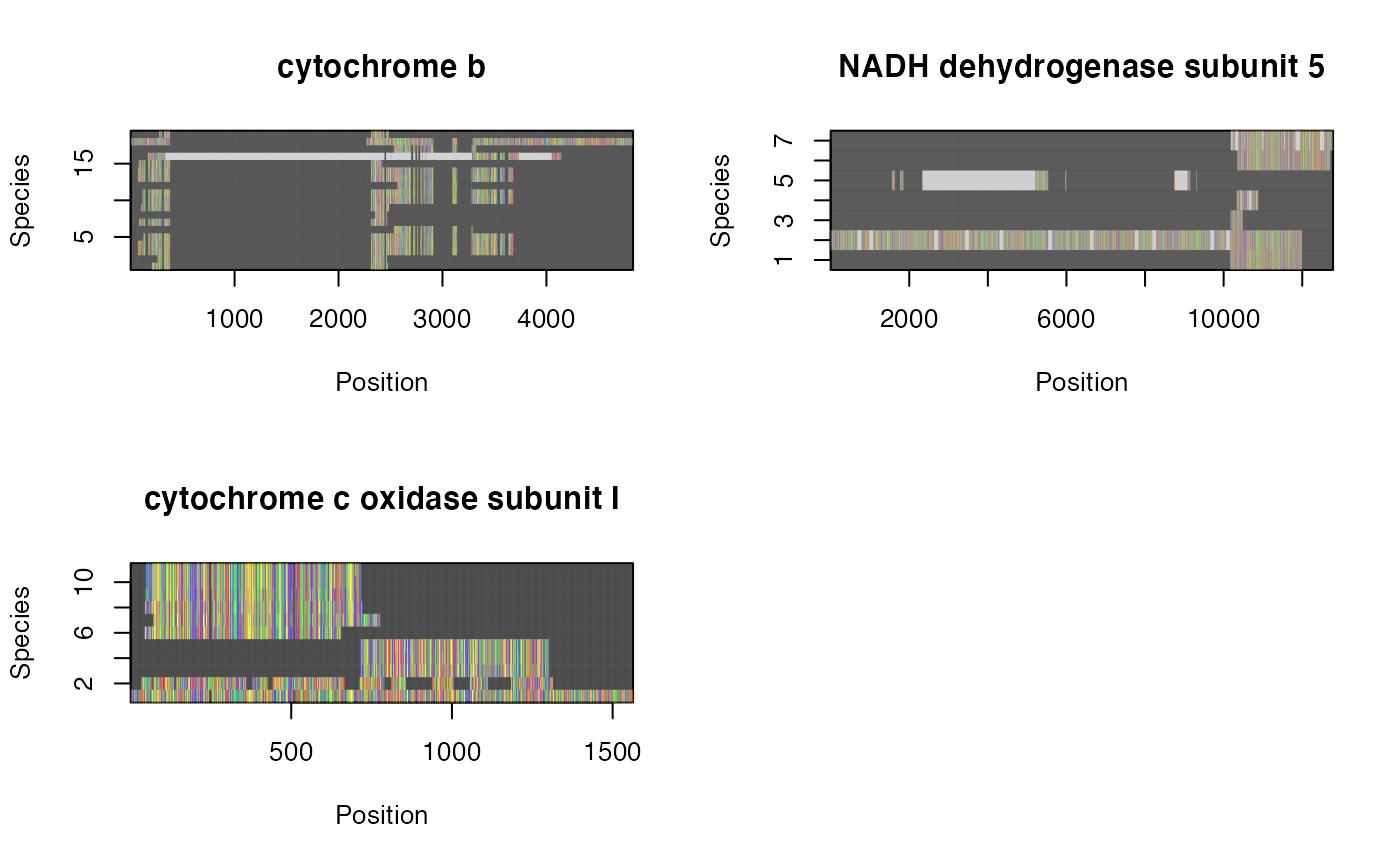 cytochrome b
Species
15
5
1000 2000 3000 4000
Position
NADH dehydrogenase subunit 5
Species
7
5
3
1
2000 6000 10000
Position
cytochrome c oxidase subunit I
Species
10
6
2
500 1000 1500
Position